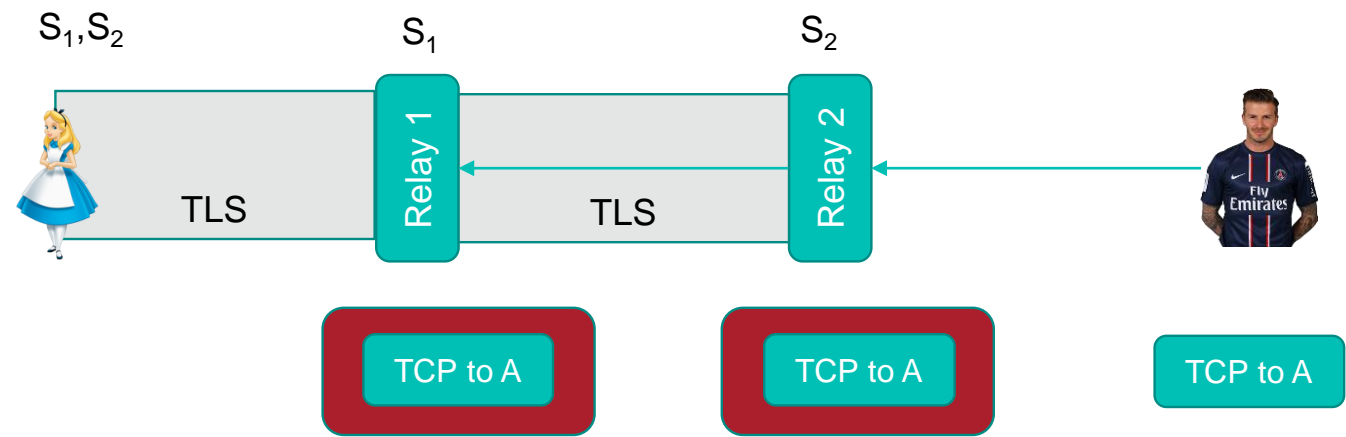 S₁,S₂
S₁
S₂
TLS
Relay 1
TLS
Relay 2
Fly
Emirates
TCP to A
TCP to A
TCP to A